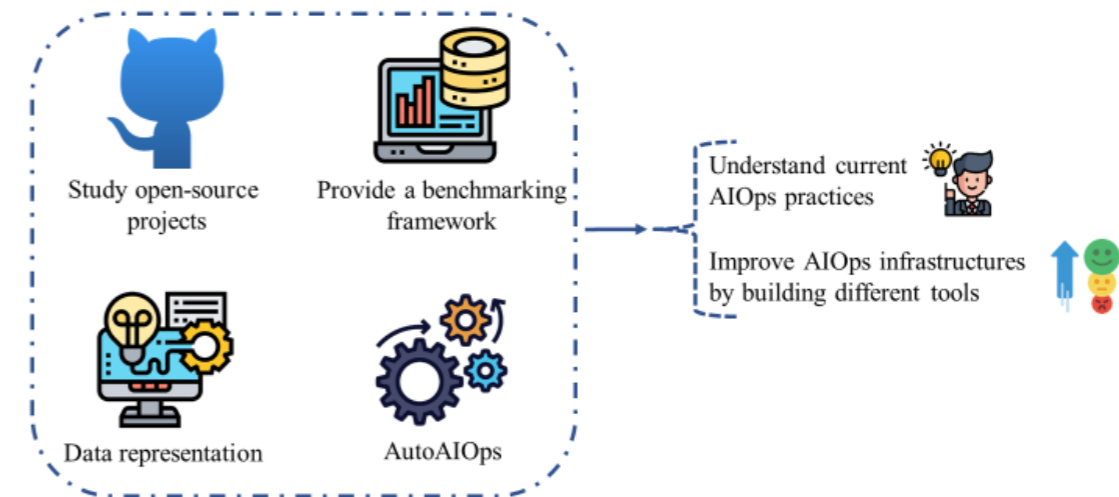 Study open-source
projects
Provide a benchmarking
framework
Data representation
AutoAIOps
Understand current
AIOps practices
Improve AIOps infrastructures
by building different tools